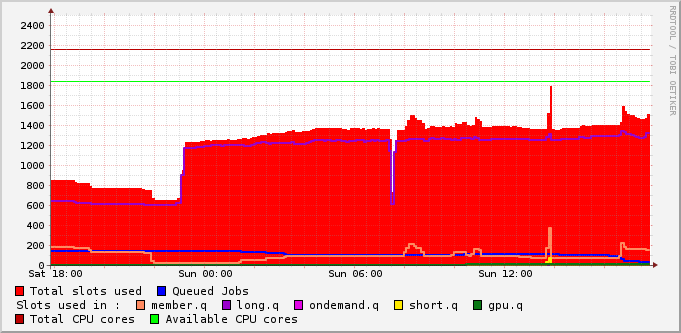 RRDTOOL / TOBI OETIKER
2400
2200
2000
1800
1600
1400
1200
1000
800
600
400
200
0
Sat 18:00 Sun 00:00 Sun 06:00 Sun 12:00
Total slots used Queued Jobs
Slots used in : member.q long.q ondemand.q short.q gpu.q
Total CPU cores Available CPU cores